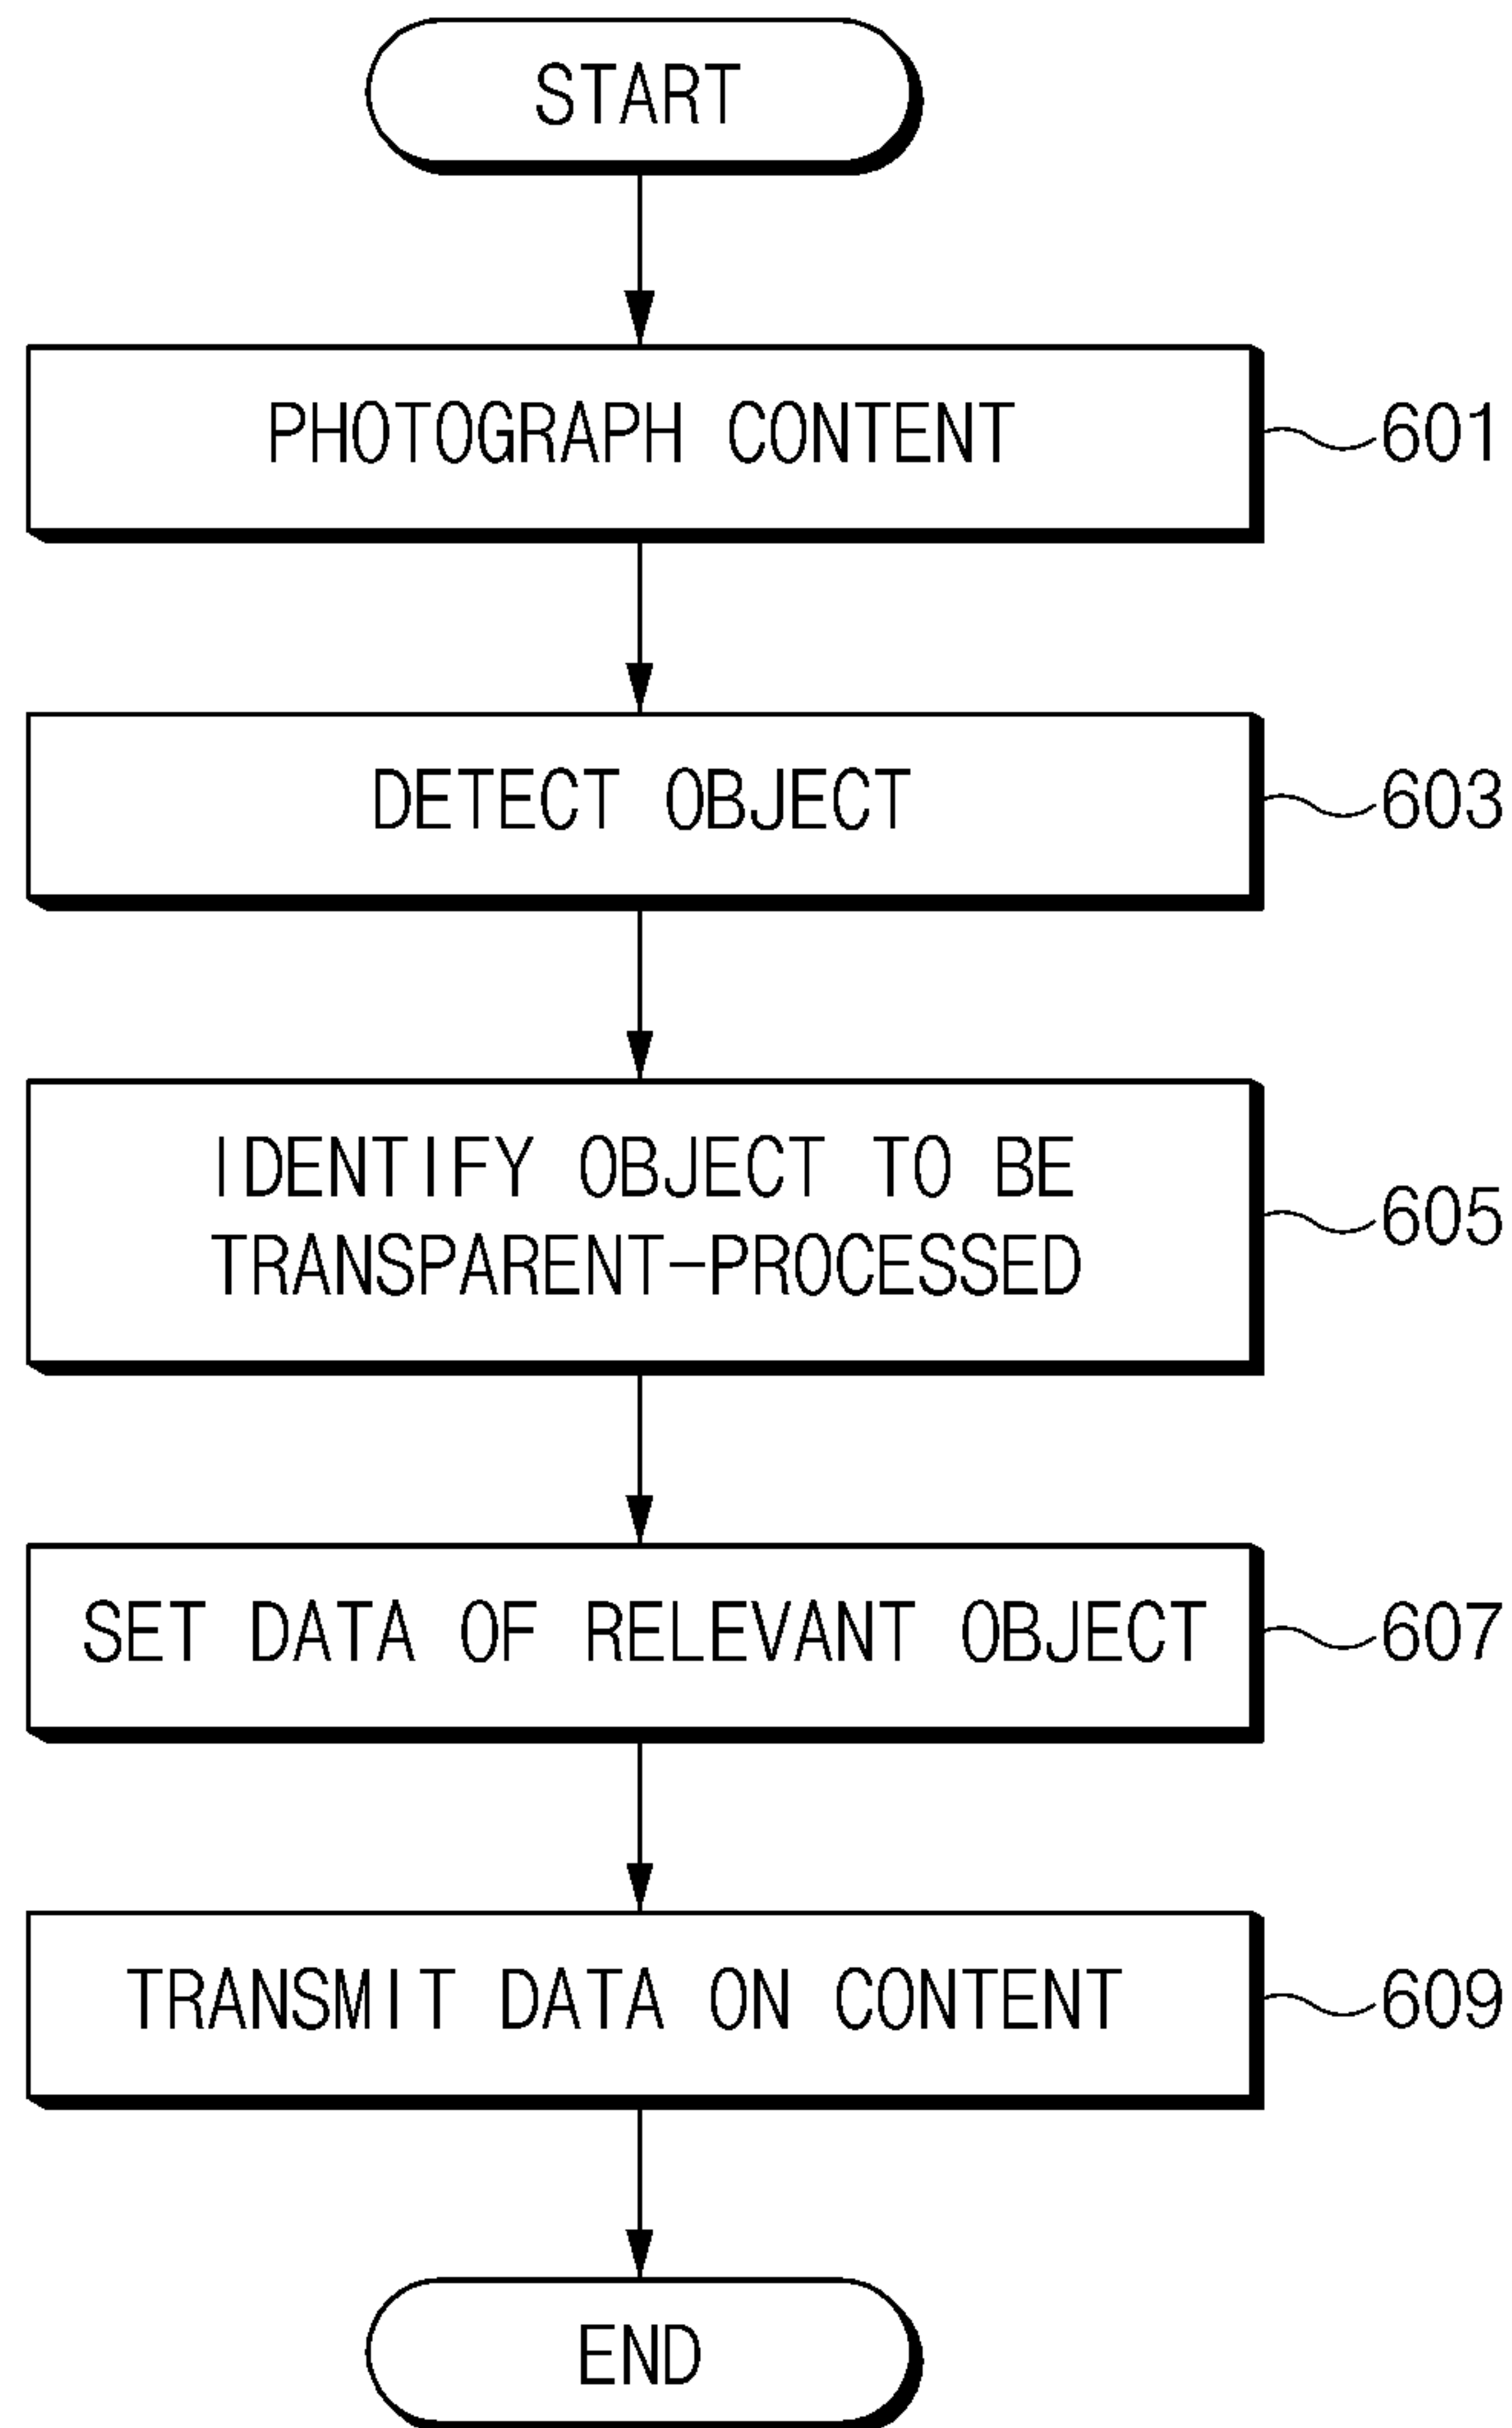 START
PHOTOGRAPH CONTENT
601
DETECT OBJECT
603
IDENTIFY OBJECT TO BE
TRANSPARENT-PROCESSED
605
SET DATA OF RELEVANT OBJECT
607
TRANSMIT DATA ON CONTENT
609
END